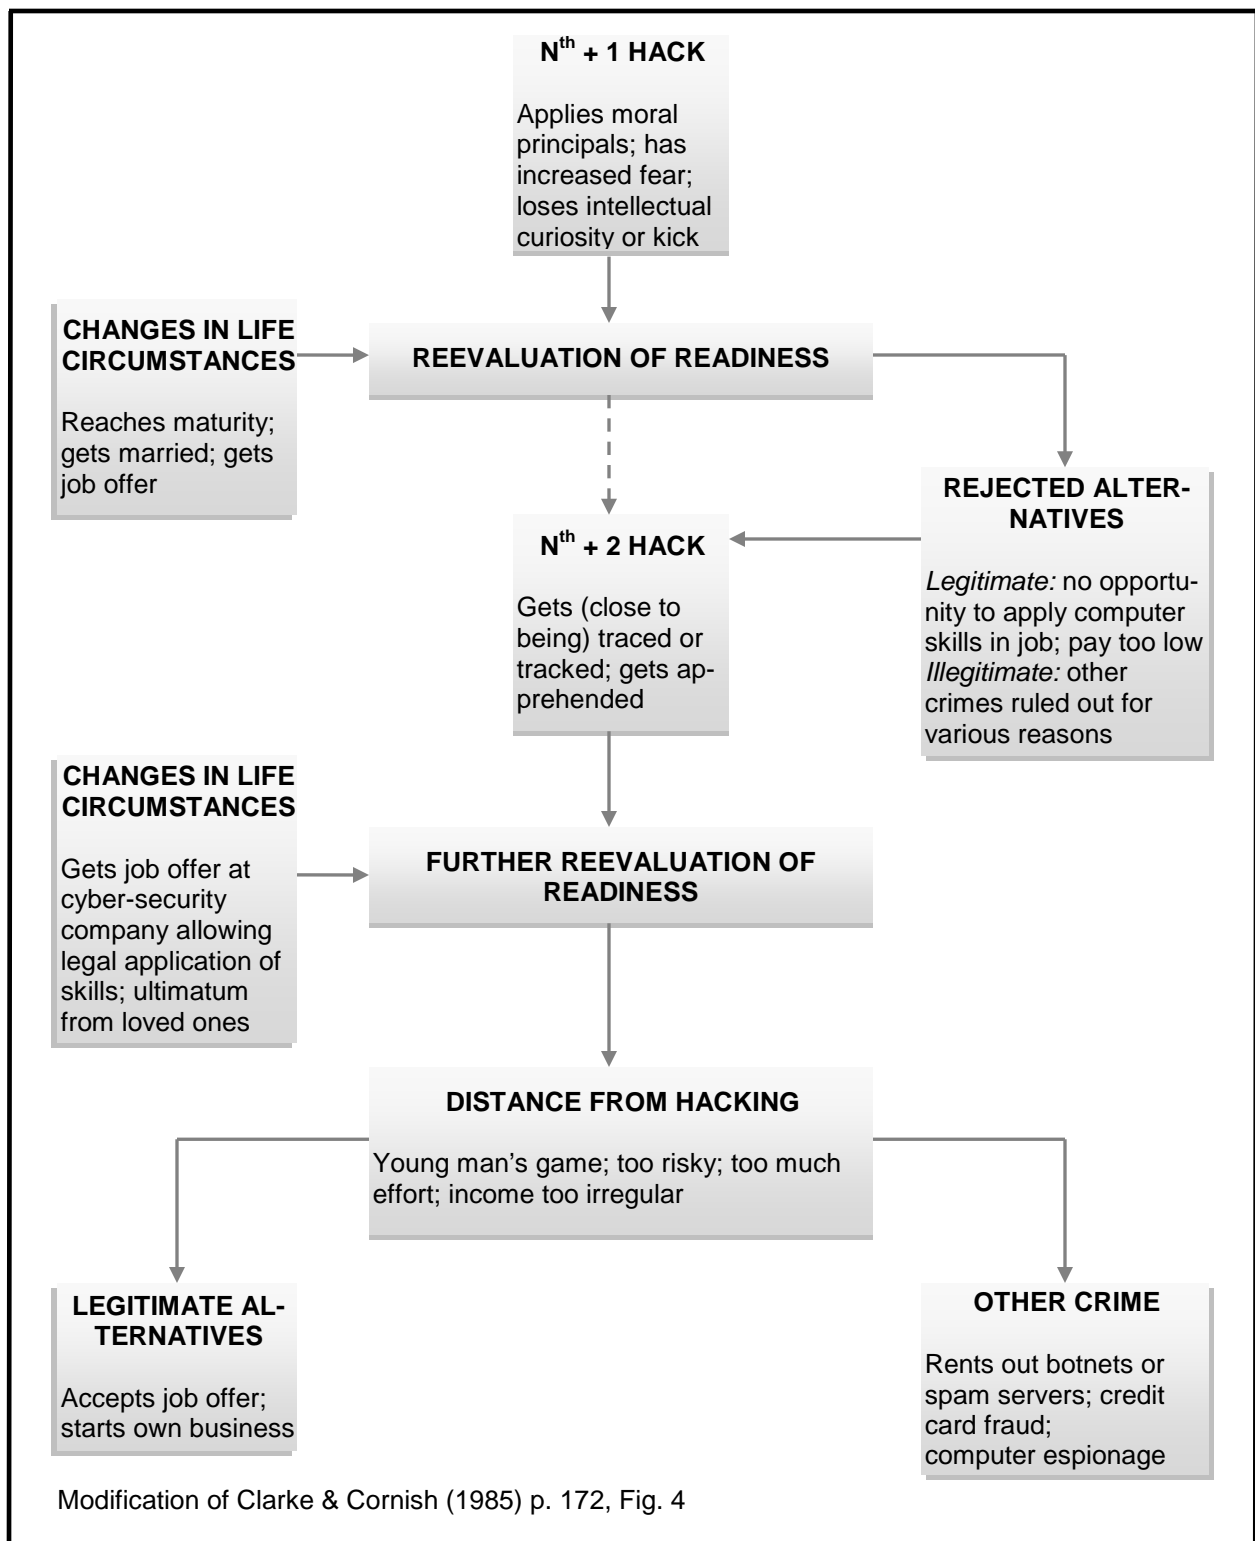 Nth + 1 HACK
Applies moral
principals; has
increased fear;
loses intellectual
curiosity or kick
CHANGES IN LIFE
CIRCUMSTANCES
Reaches maturity;
gets married; gets
job offer
REEVALUATION OF READINESS
REJECTED ALTER-
NATIVES
Legitimate: no opportu-
nity to apply computer
skills in job; pay too low
Illegitimate: other
crimes ruled out for
various reasons
Nth + 2 HACK
Gets (close to
being) traced or
tracked; gets ap-
prehended
CHANGES IN LIFE
CIRCUMSTANCES
Gets job offer at
cyber-security
company allowing
legal application of
skills; ultimatum
from loved ones
FURTHER REEVALUATION OF
READINESS
DISTANCE FROM HACKING
Young man’s game; too risky; too much
effort; income too irregular
LEGITIMATE AL-
TERNATIVES
Accepts job offer;
starts own business
OTHER CRIME
Rents out botnets or
spam servers; credit
card fraud;
computer espionage
Modification of Clarke & Cornish (1985) p. 172, Fig. 4